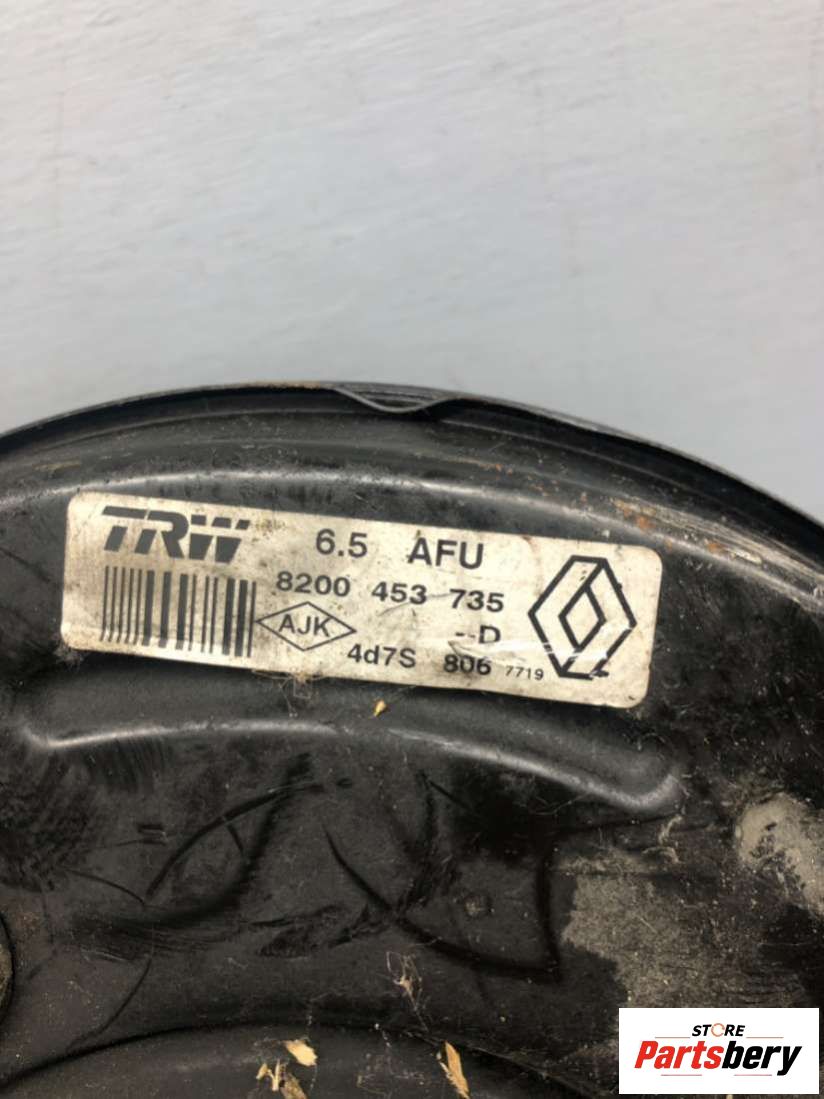 TRW 6.5 AFU
8200 453 735
AJK --D
4d7S 806 7719
STORE
Partsbery